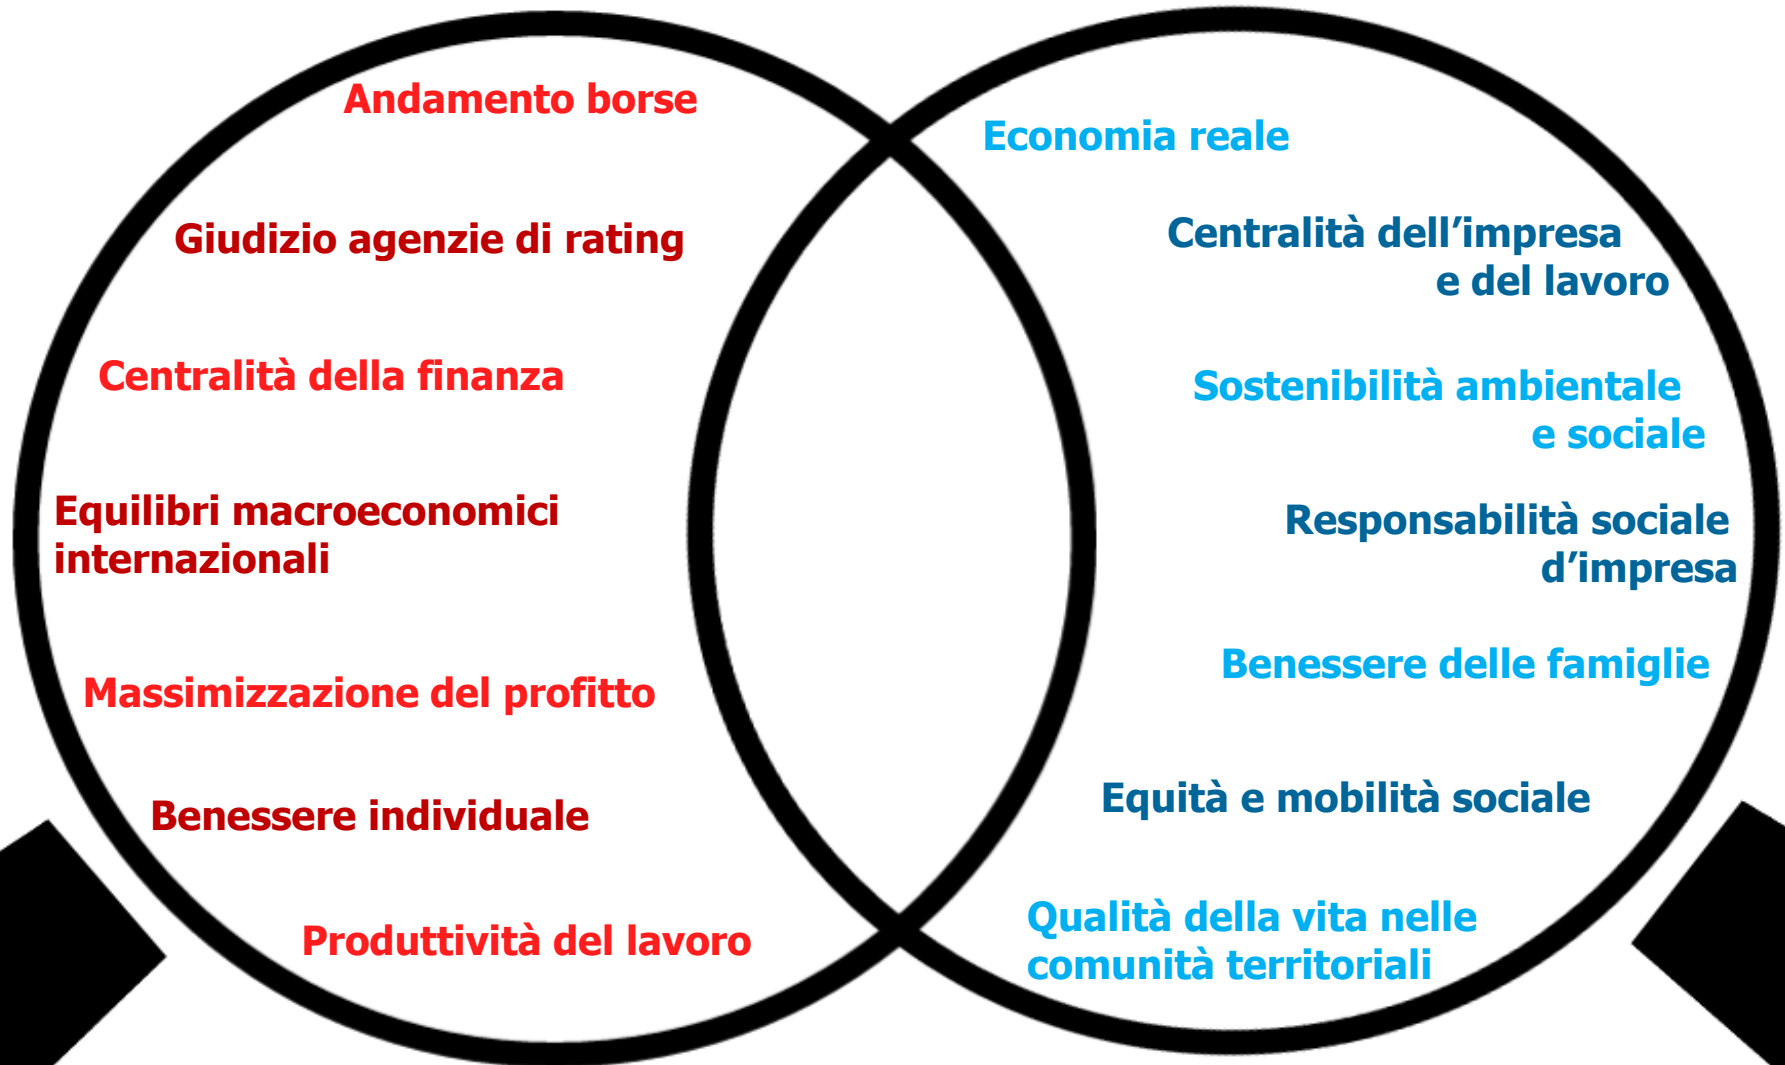 Andamento borse
Giudizio agenzie di rating
Centralità della finanza
Equilibri macroeconomici
internazionali
Massimizzazione del profitto
Benessere individuale
Produttività del lavoro
Economia reale
Centralità dell’impresa
e del lavoro
Sostenibilità ambientale
e sociale
Responsabilità sociale
d’impresa
Benessere delle famiglie
Equità e mobilità sociale
Qualità della vita nelle
comunità territoriali